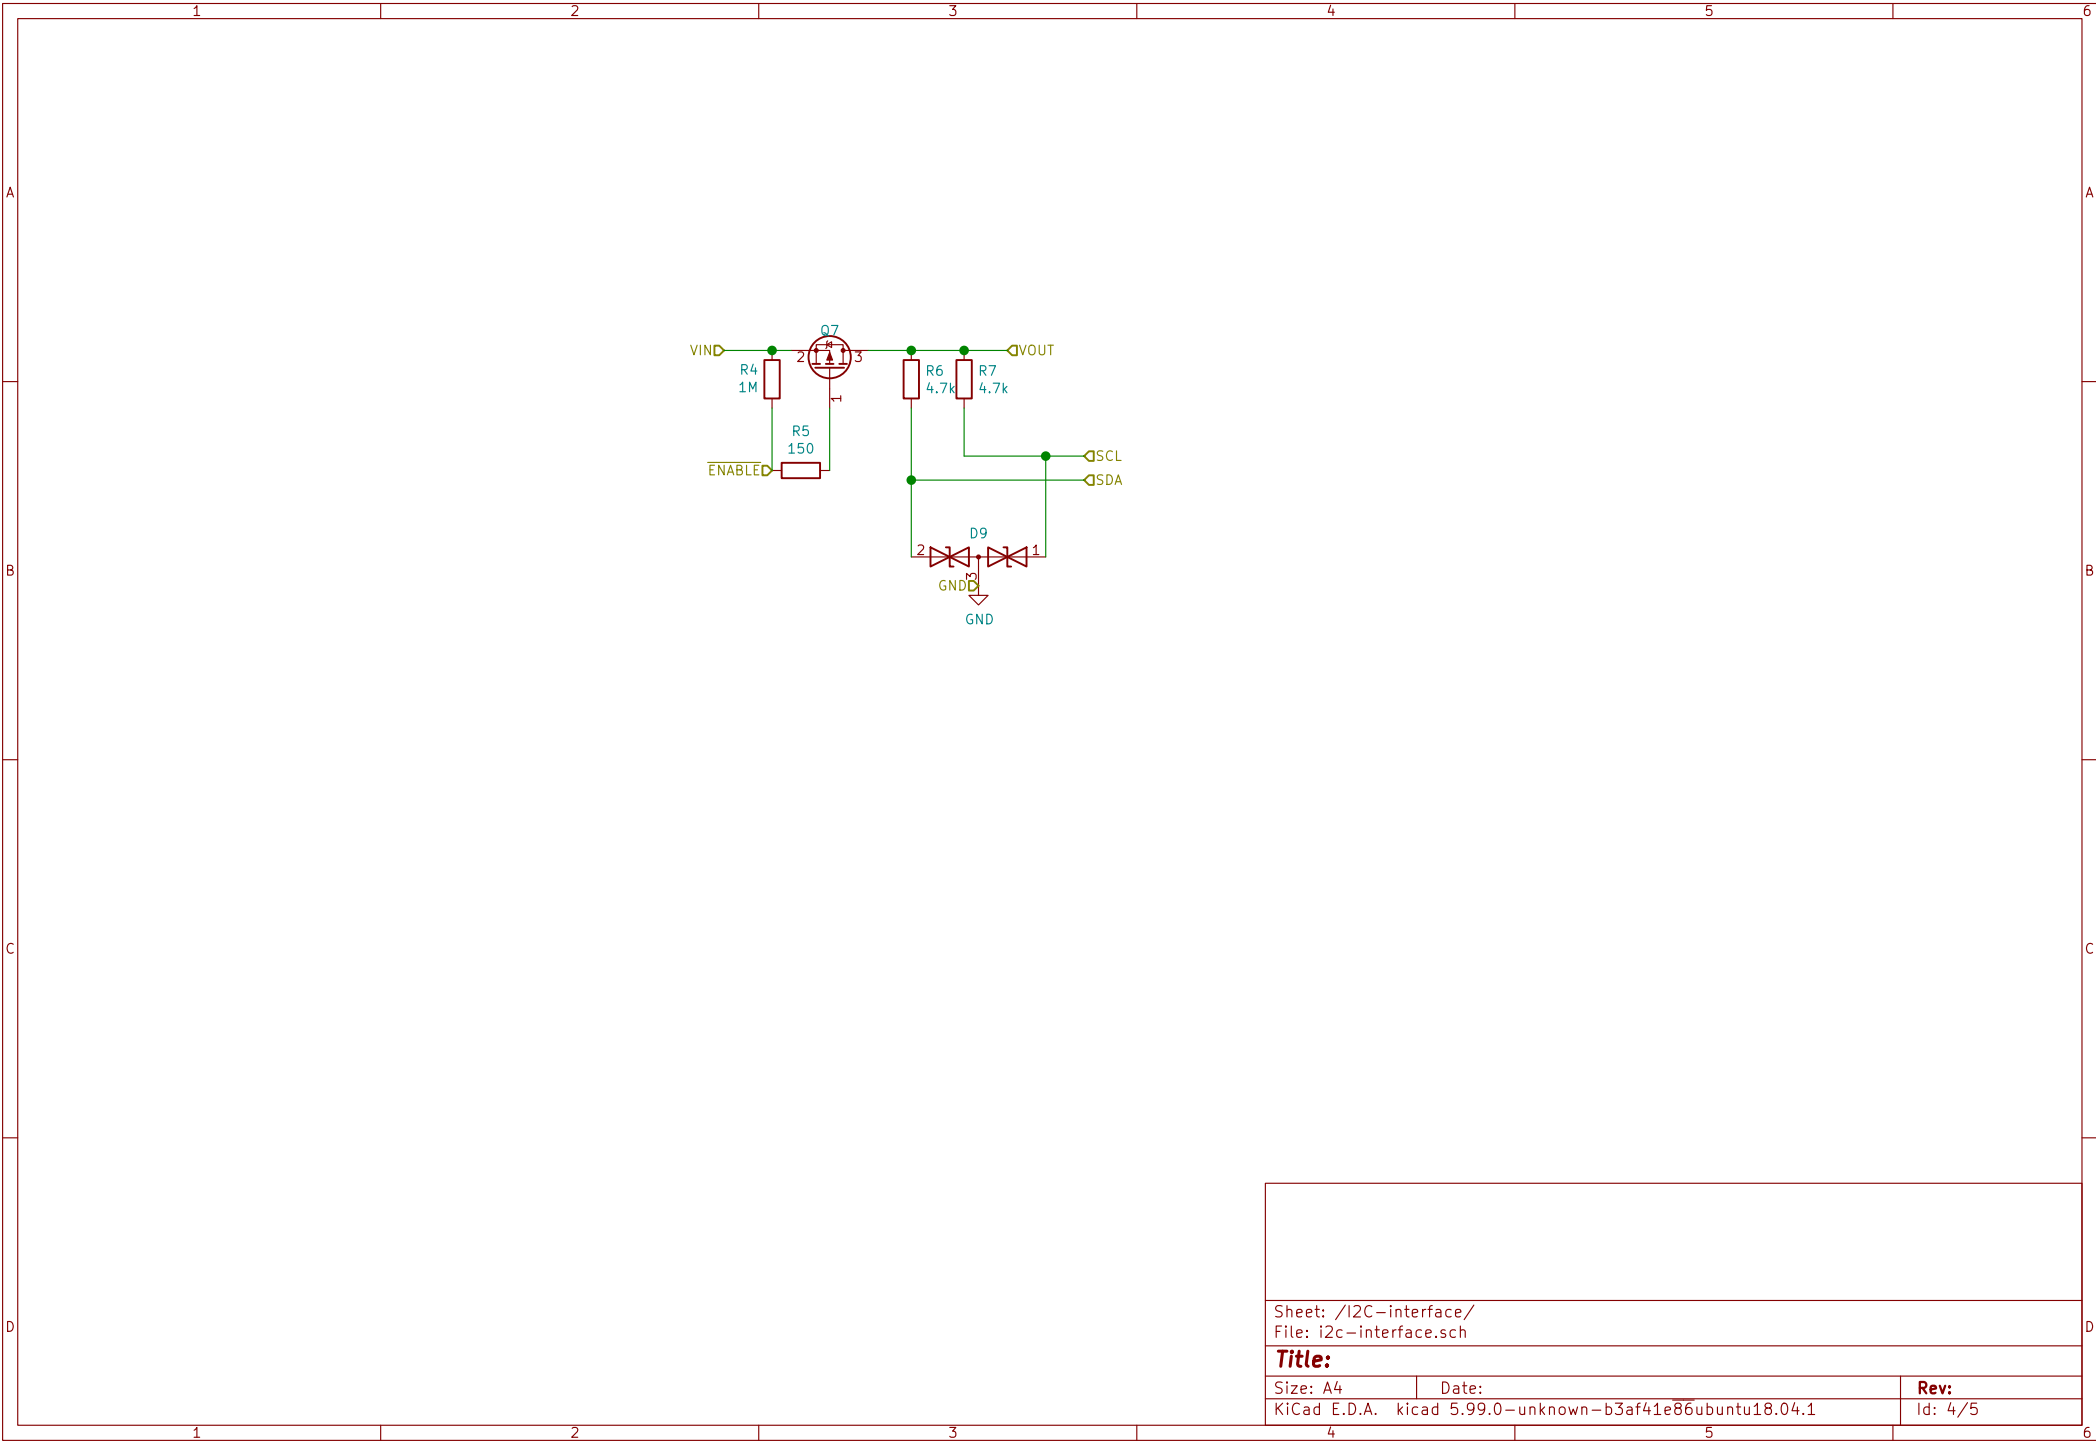 1 2 3 4 5 6
A A
Q7
VIN 2 3 VOUT
R4 R6 R7
1M 4.7k 4.7k
1
R5
150
ENABLE
SCL
SDA
D9
2 1
3
GND
GND
B B
C C
D D
Sheet: /I2C-interface/
File: i2c-interface.sch
Title:
Size: A4 Date: Rev:
KiCad E.D.A. kicad 5.99.0-unknown-b3af41e86ubuntu18.04.1 Id: 4/5
1 2 3 4 5 6